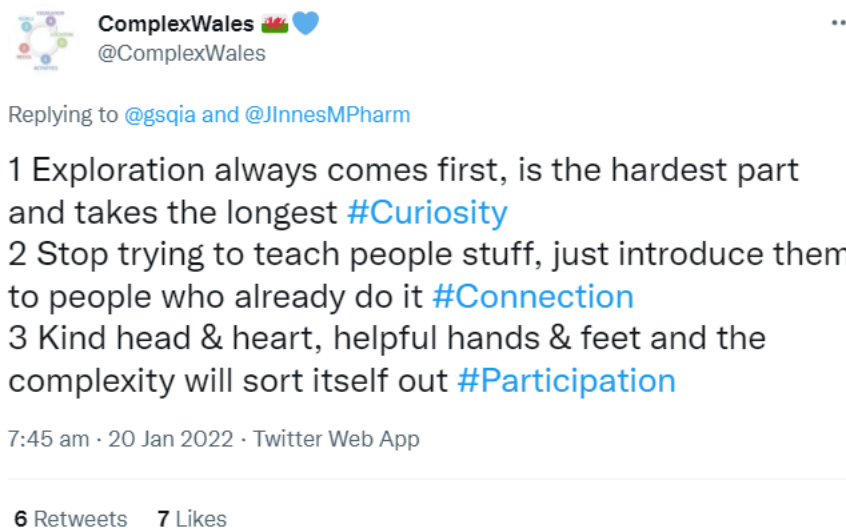 ComplexWales 🏴󠁧󠁢󠁷󠁬󠁳󠁿💙
@ComplexWales
Replying to @gsqia and @JInnesMPharm
1 Exploration always comes first, is the hardest part
and takes the longest #Curiosity
2 Stop trying to teach people stuff, just introduce them
to people who already do it #Connection
3 Kind head & heart, helpful hands & feet and the
complexity will sort itself out #Participation
7:45 am · 20 Jan 2022 · Twitter Web App
6 Retweets 7 Likes